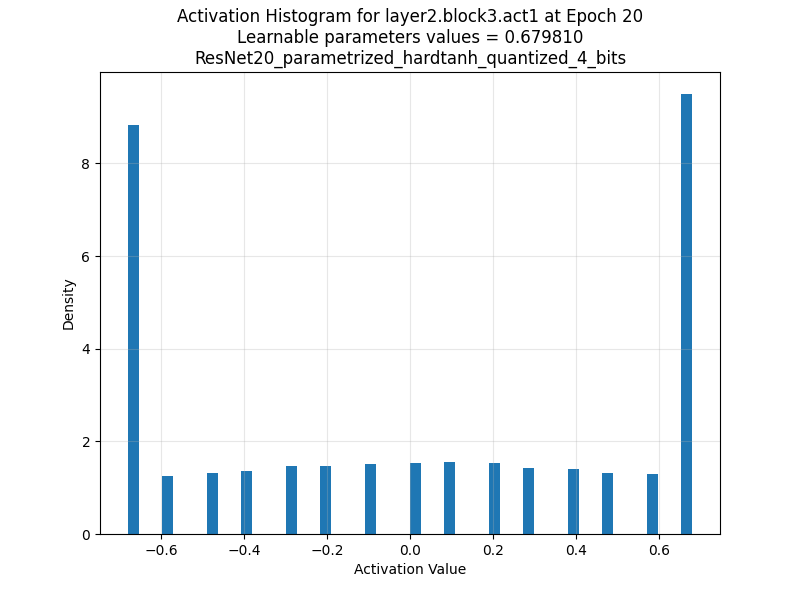 Activation Histogram for layer2.block3.act1 at Epoch 20
Learnable parameters values = 0.679810
ResNet20_parametrized_hardtanh_quantized_4_bits
8
6
4
2
0
Density
−0.6 −0.4 −0.2 0.0 0.2 0.4 0.6
Activation Value